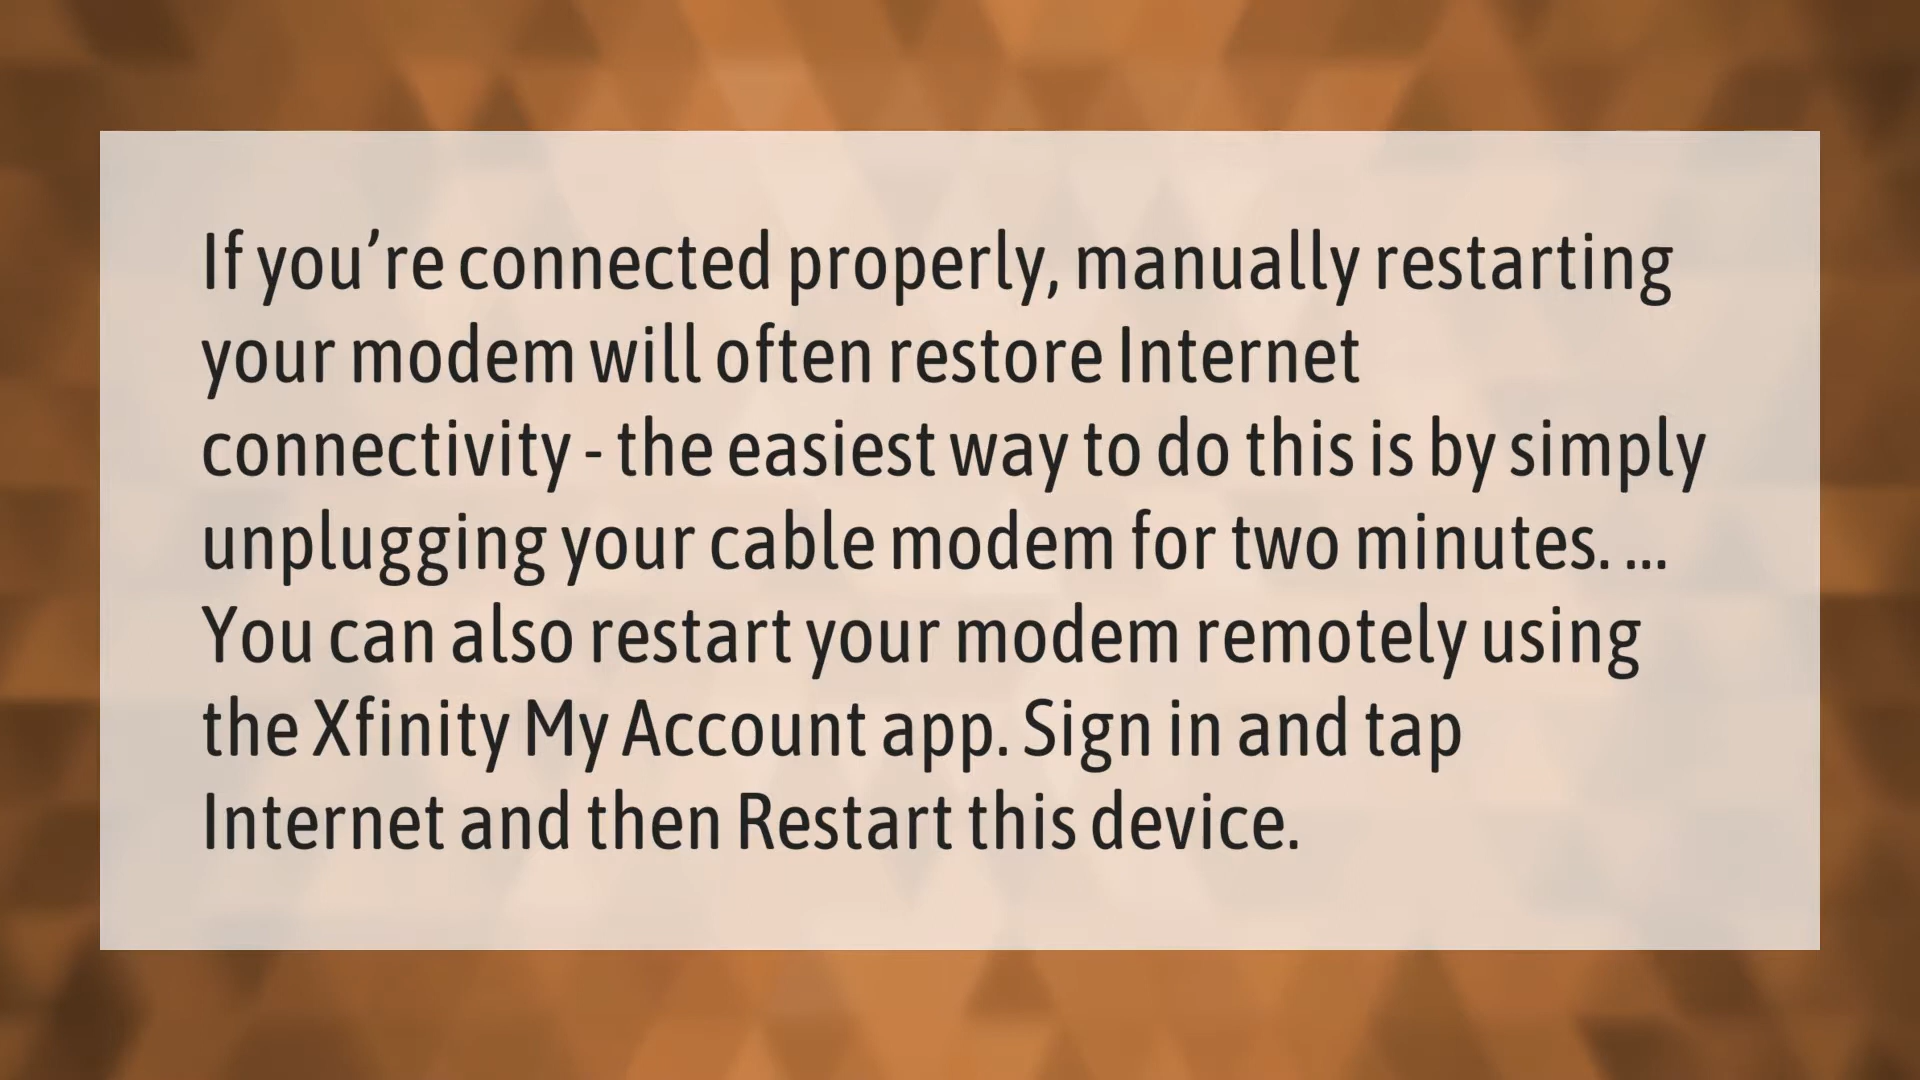 If you’re connected properly, manually restarting
your modem will often restore Internet
connectivity - the easiest way to do this is by simply
unplugging your cable modem for two minutes. ...
You can also restart your modem remotely using
the Xfinity My Account app. Sign in and tap
Internet and then Restart this device.